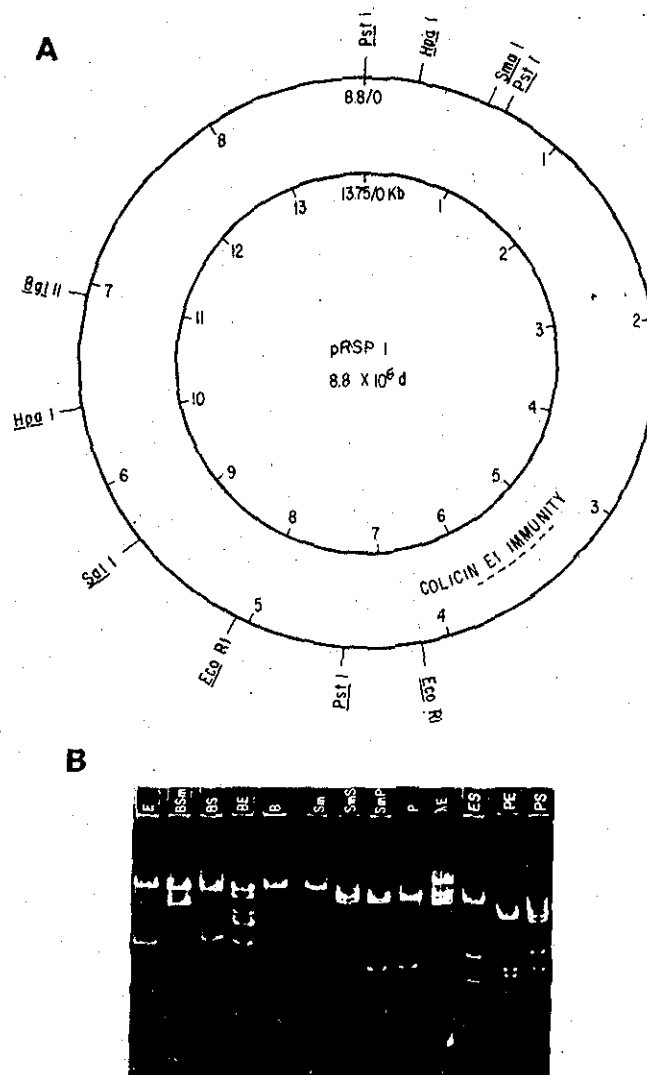 A
Pst I
Hpa I
Sma I
Pst I
8.8/0
1
2
3
4
5
6
7
8
Bgl II
Hpa I
Sal I
Eco RI
Pst I
Eco RI
COLICIN E1 IMMUNITY
13.75/0 Kb
1
2
3
4
5
6
7
8
9
10
11
12
13
pRSP 1
8.8 X 10⁶ d
B
E BSm BS BE B Sm SmS SmP P λE ES PE PS